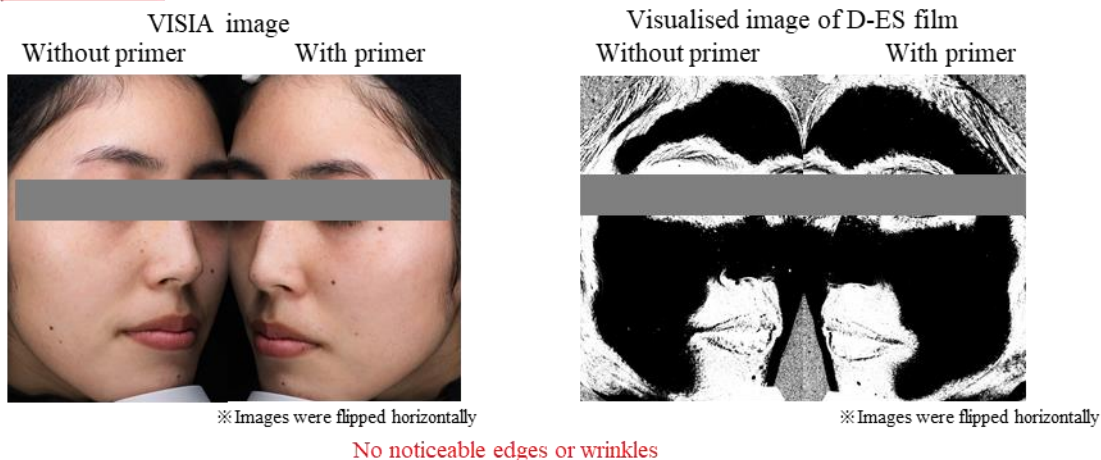 VISIA image
Without primer
With primer
※Images were flipped horizontally
Visualised image of D-ES film
Without primer
With primer
※Images were flipped horizontally
No noticeable edges or wrinkles